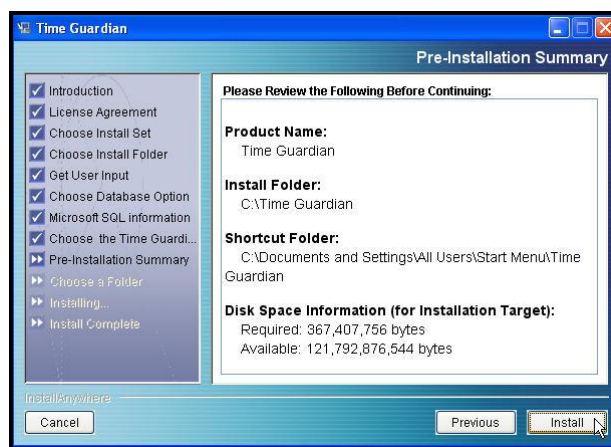 Time Guardian
Pre-Installation Summary
Introduction
License Agreement
Choose Install Set
Choose Install Folder
Get User Input
Choose Database Option
Microsoft SQL information
Choose the Time Guardi...
Pre-Installation Summary
Choose a Folder
Installing...
Install Complete
Please Review the Following Before Continuing:
Product Name:
Time Guardian
Install Folder:
C:\Time Guardian
Shortcut Folder:
C:\Documents and Settings\All Users\Start Menu\Time
Guardian
Disk Space Information (for Installation Target):
Required: 367,407,756 bytes
Available: 121,792,876,544 bytes
InstallAnywhere
Cancel
Previous
Install